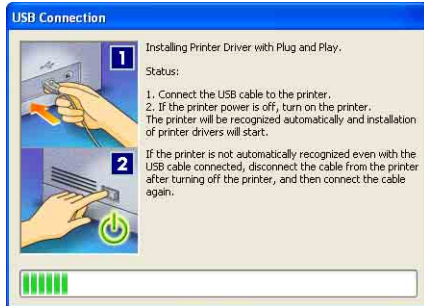 USB Connection
1
Installing Printer Driver with Plug and Play.
Status:
1. Connect the USB cable to the printer.
2. If the printer power is off, turn on the printer.
The printer will be recognized automatically and installation
of printer drivers will start.
2
If the printer is not automatically recognized even with the
USB cable connected, disconnect the cable from the printer
after turning off the printer, and then connect the cable
again.